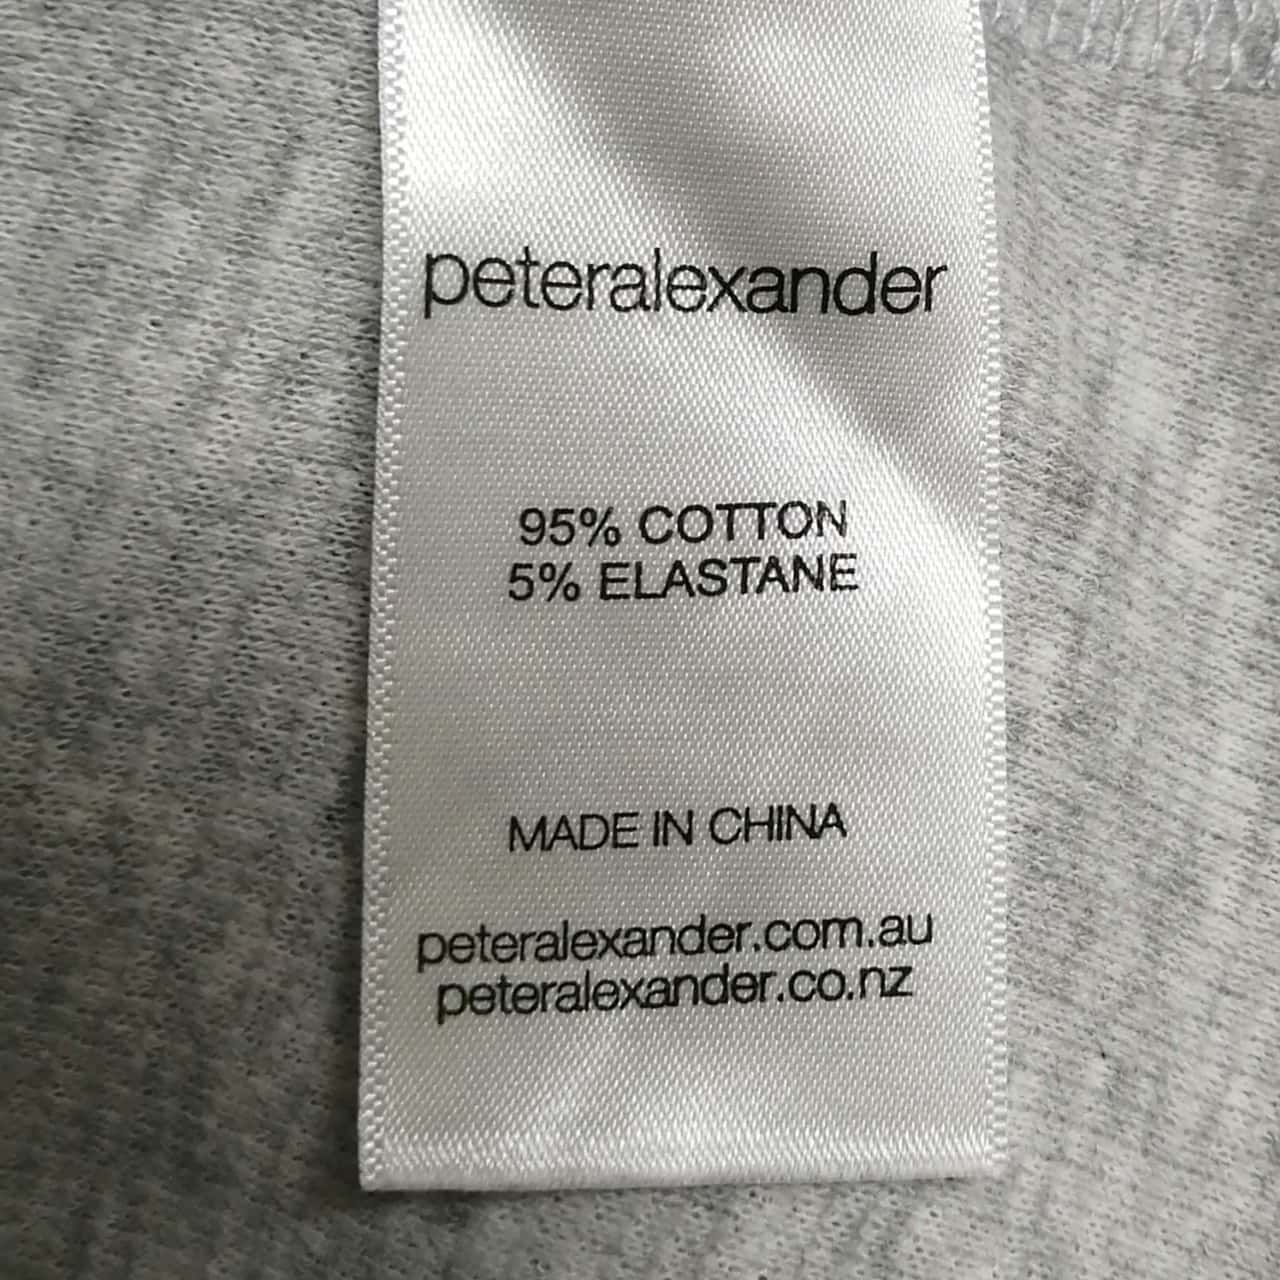 peteralexander
95% COTTON
5% ELASTANE
MADE IN CHINA
peteralexander.com.au
peteralexander.co.nz